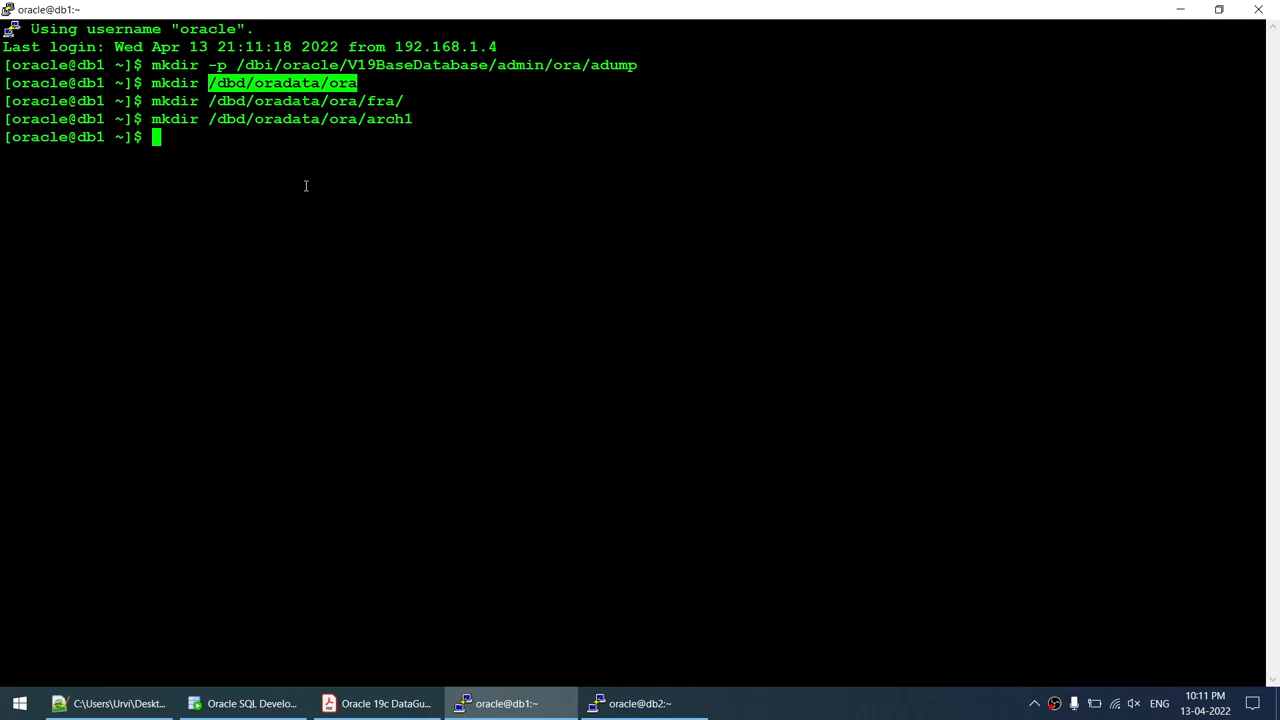 oracle@db1:~
Using username "oracle".
Last login: Wed Apr 13 21:11:18 2022 from 192.168.1.4
[oracle@db1 ~]$ mkdir -p /dbi/oracle/V19BaseDatabase/admin/ora/adump
[oracle@db1 ~]$ mkdir /dbd/oradata/ora
[oracle@db1 ~]$ mkdir /dbd/oradata/ora/fra/
[oracle@db1 ~]$ mkdir /dbd/oradata/ora/arch1
[oracle@db1 ~]$
C:\Users\Urvi\Deskt... Oracle SQL Develo... Oracle 19c DataGu... oracle@db1:~ oracle@db2:~ ENG 10:11 PM
13-04-2022